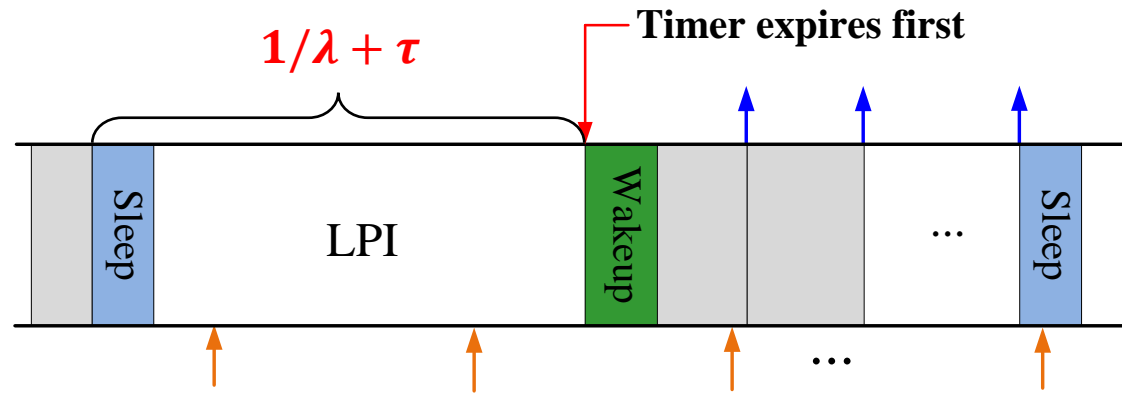 Timer expires first
1/λ + τ
Sleep
LPI
Wakeup
...
Sleep
...